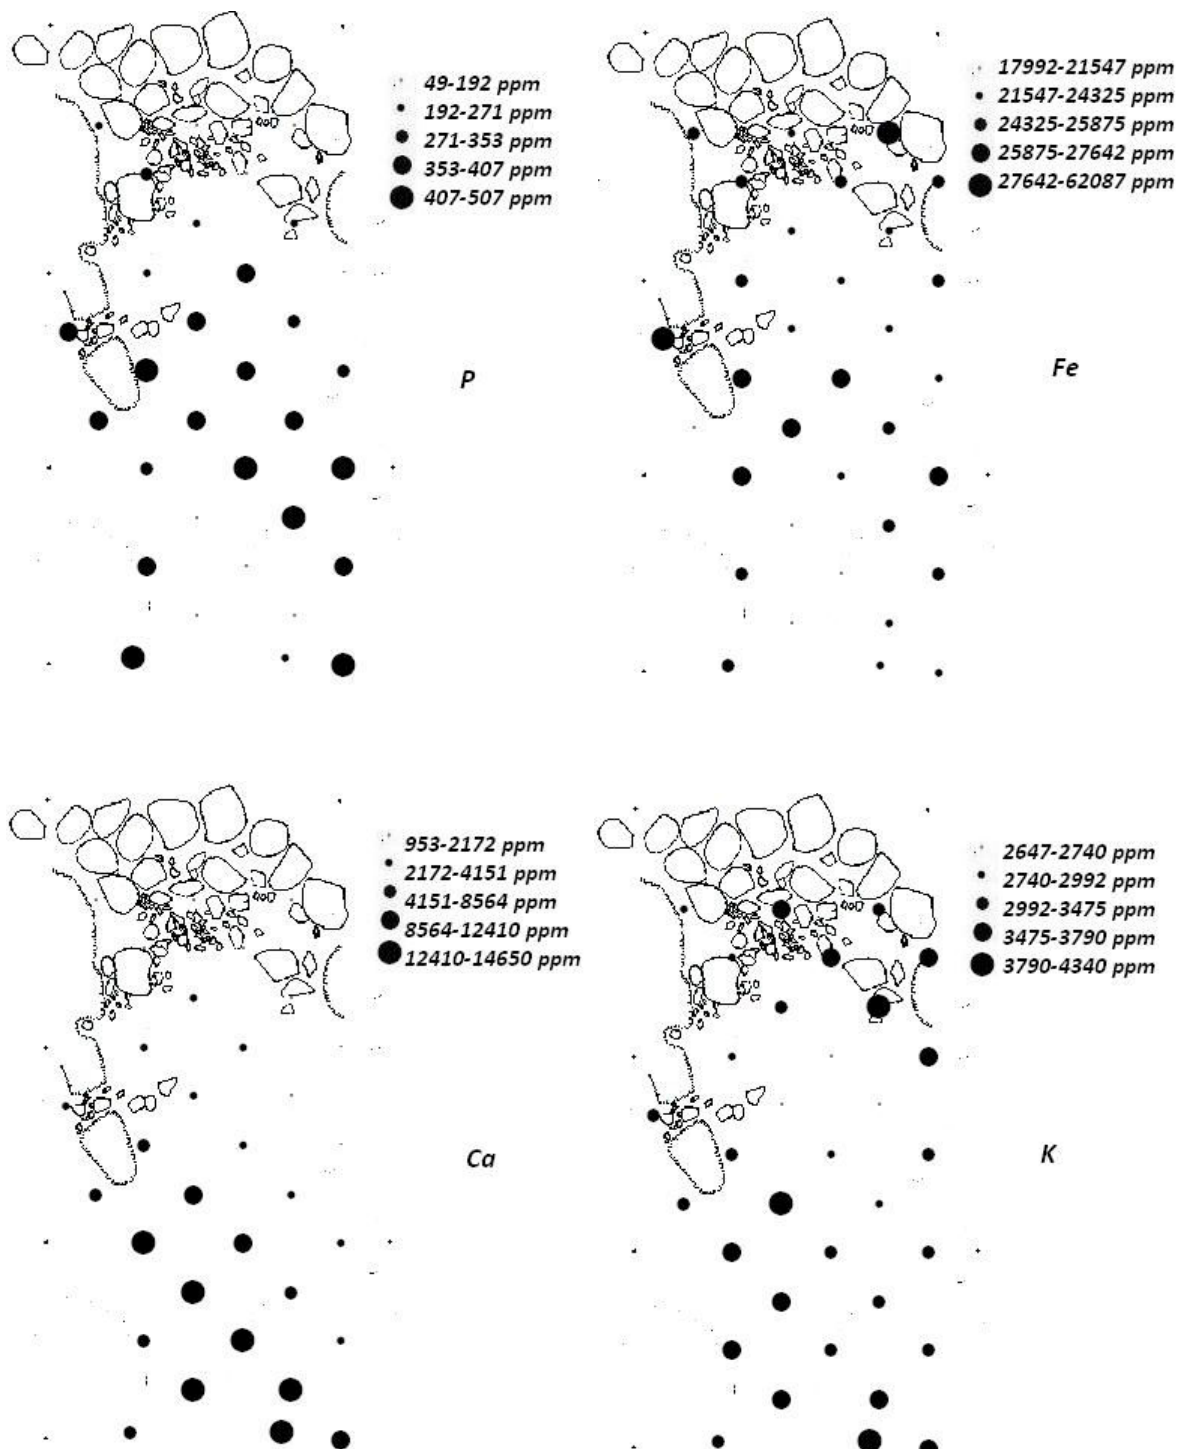 49-192 ppm
192-271 ppm
271-353 ppm
353-407 ppm
407-507 ppm
P
17992-21547 ppm
21547-24325 ppm
24325-25875 ppm
25875-27642 ppm
27642-62087 ppm
Fe
953-2172 ppm
2172-4151 ppm
4151-8564 ppm
8564-12410 ppm
12410-14650 ppm
Ca
2647-2740 ppm
2740-2992 ppm
2992-3475 ppm
3475-3790 ppm
3790-4340 ppm
K